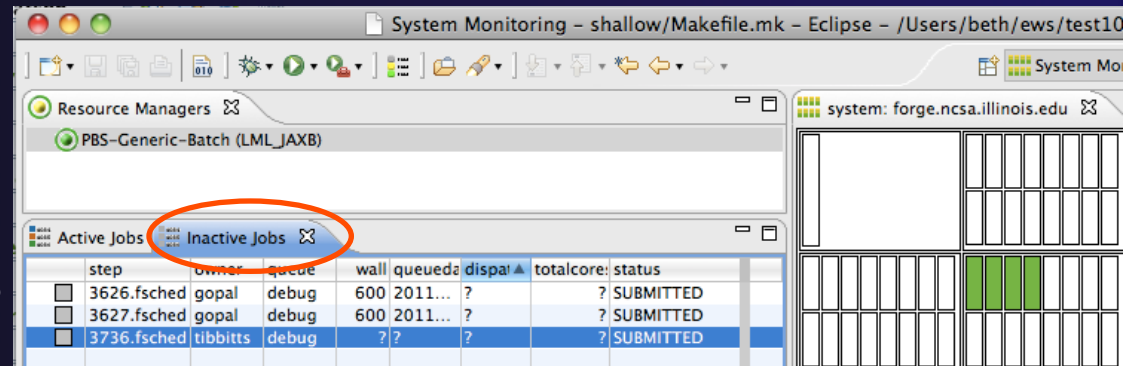 System Monitoring – shallow/Makefile.mk – Eclipse – /Users/beth/ews/test10
010
System Mo
Resource Managers
PBS-Generic-Batch (LML_JAXB)
system: forge.ncsa.illinois.edu
Active Jobs Inactive Jobs
step owner queue wall queueda dispat totalcore: status
3626.fsched gopal debug 600 2011... ? ? SUBMITTED
3627.fsched gopal debug 600 2011... ? ? SUBMITTED
3736.fsched tibbitts debug ? ? ? ? SUBMITTED